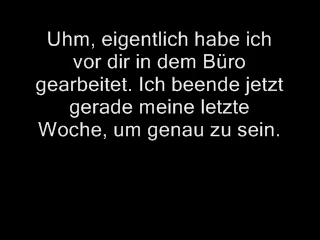 Uhm, eigentlich habe ich
vor dir in dem Büro
gearbeitet. Ich beende jetzt
gerade meine letzte
Woche, um genau zu sein.